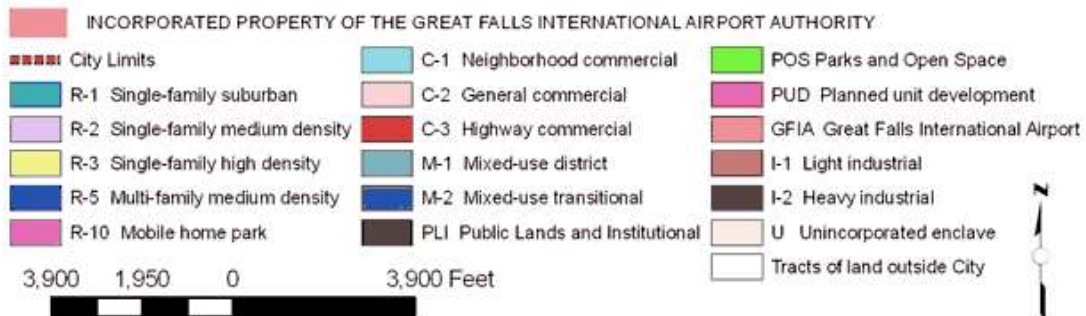 INCORPORATED PROPERTY OF THE GREAT FALLS INTERNATIONAL AIRPORT AUTHORITY
City Limits
R-1 Single-family suburban
R-2 Single-family medium density
R-3 Single-family high density
R-5 Multi-family medium density
R-10 Mobile home park
C-1 Neighborhood commercial
C-2 General commercial
C-3 Highway commercial
M-1 Mixed-use district
M-2 Mixed-use transitional
PLI Public Lands and Institutional
POS Parks and Open Space
PUD Planned unit development
GFIA Great Falls International Airport
I-1 Light industrial
I-2 Heavy industrial
U Unincorporated enclave
Tracts of land outside City
N
3,900 1,950 0 3,900 Feet